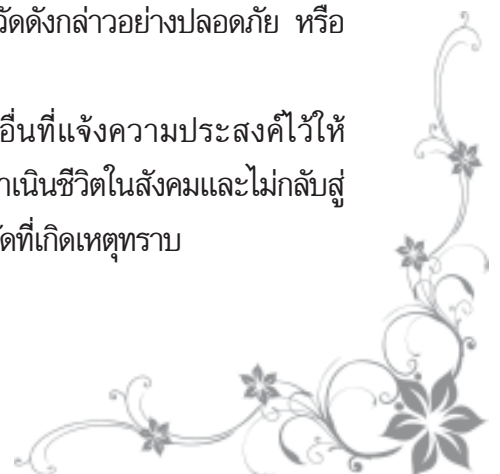 วัดดังกล่าวอย่างปลอดภัย หรือ
อื่นที่แจ้งความประสงค์ไว้ให้
ำเนินชีวิตในสังคมและไม่กลับสู่
ัดที่เกิดเหตุทราบ